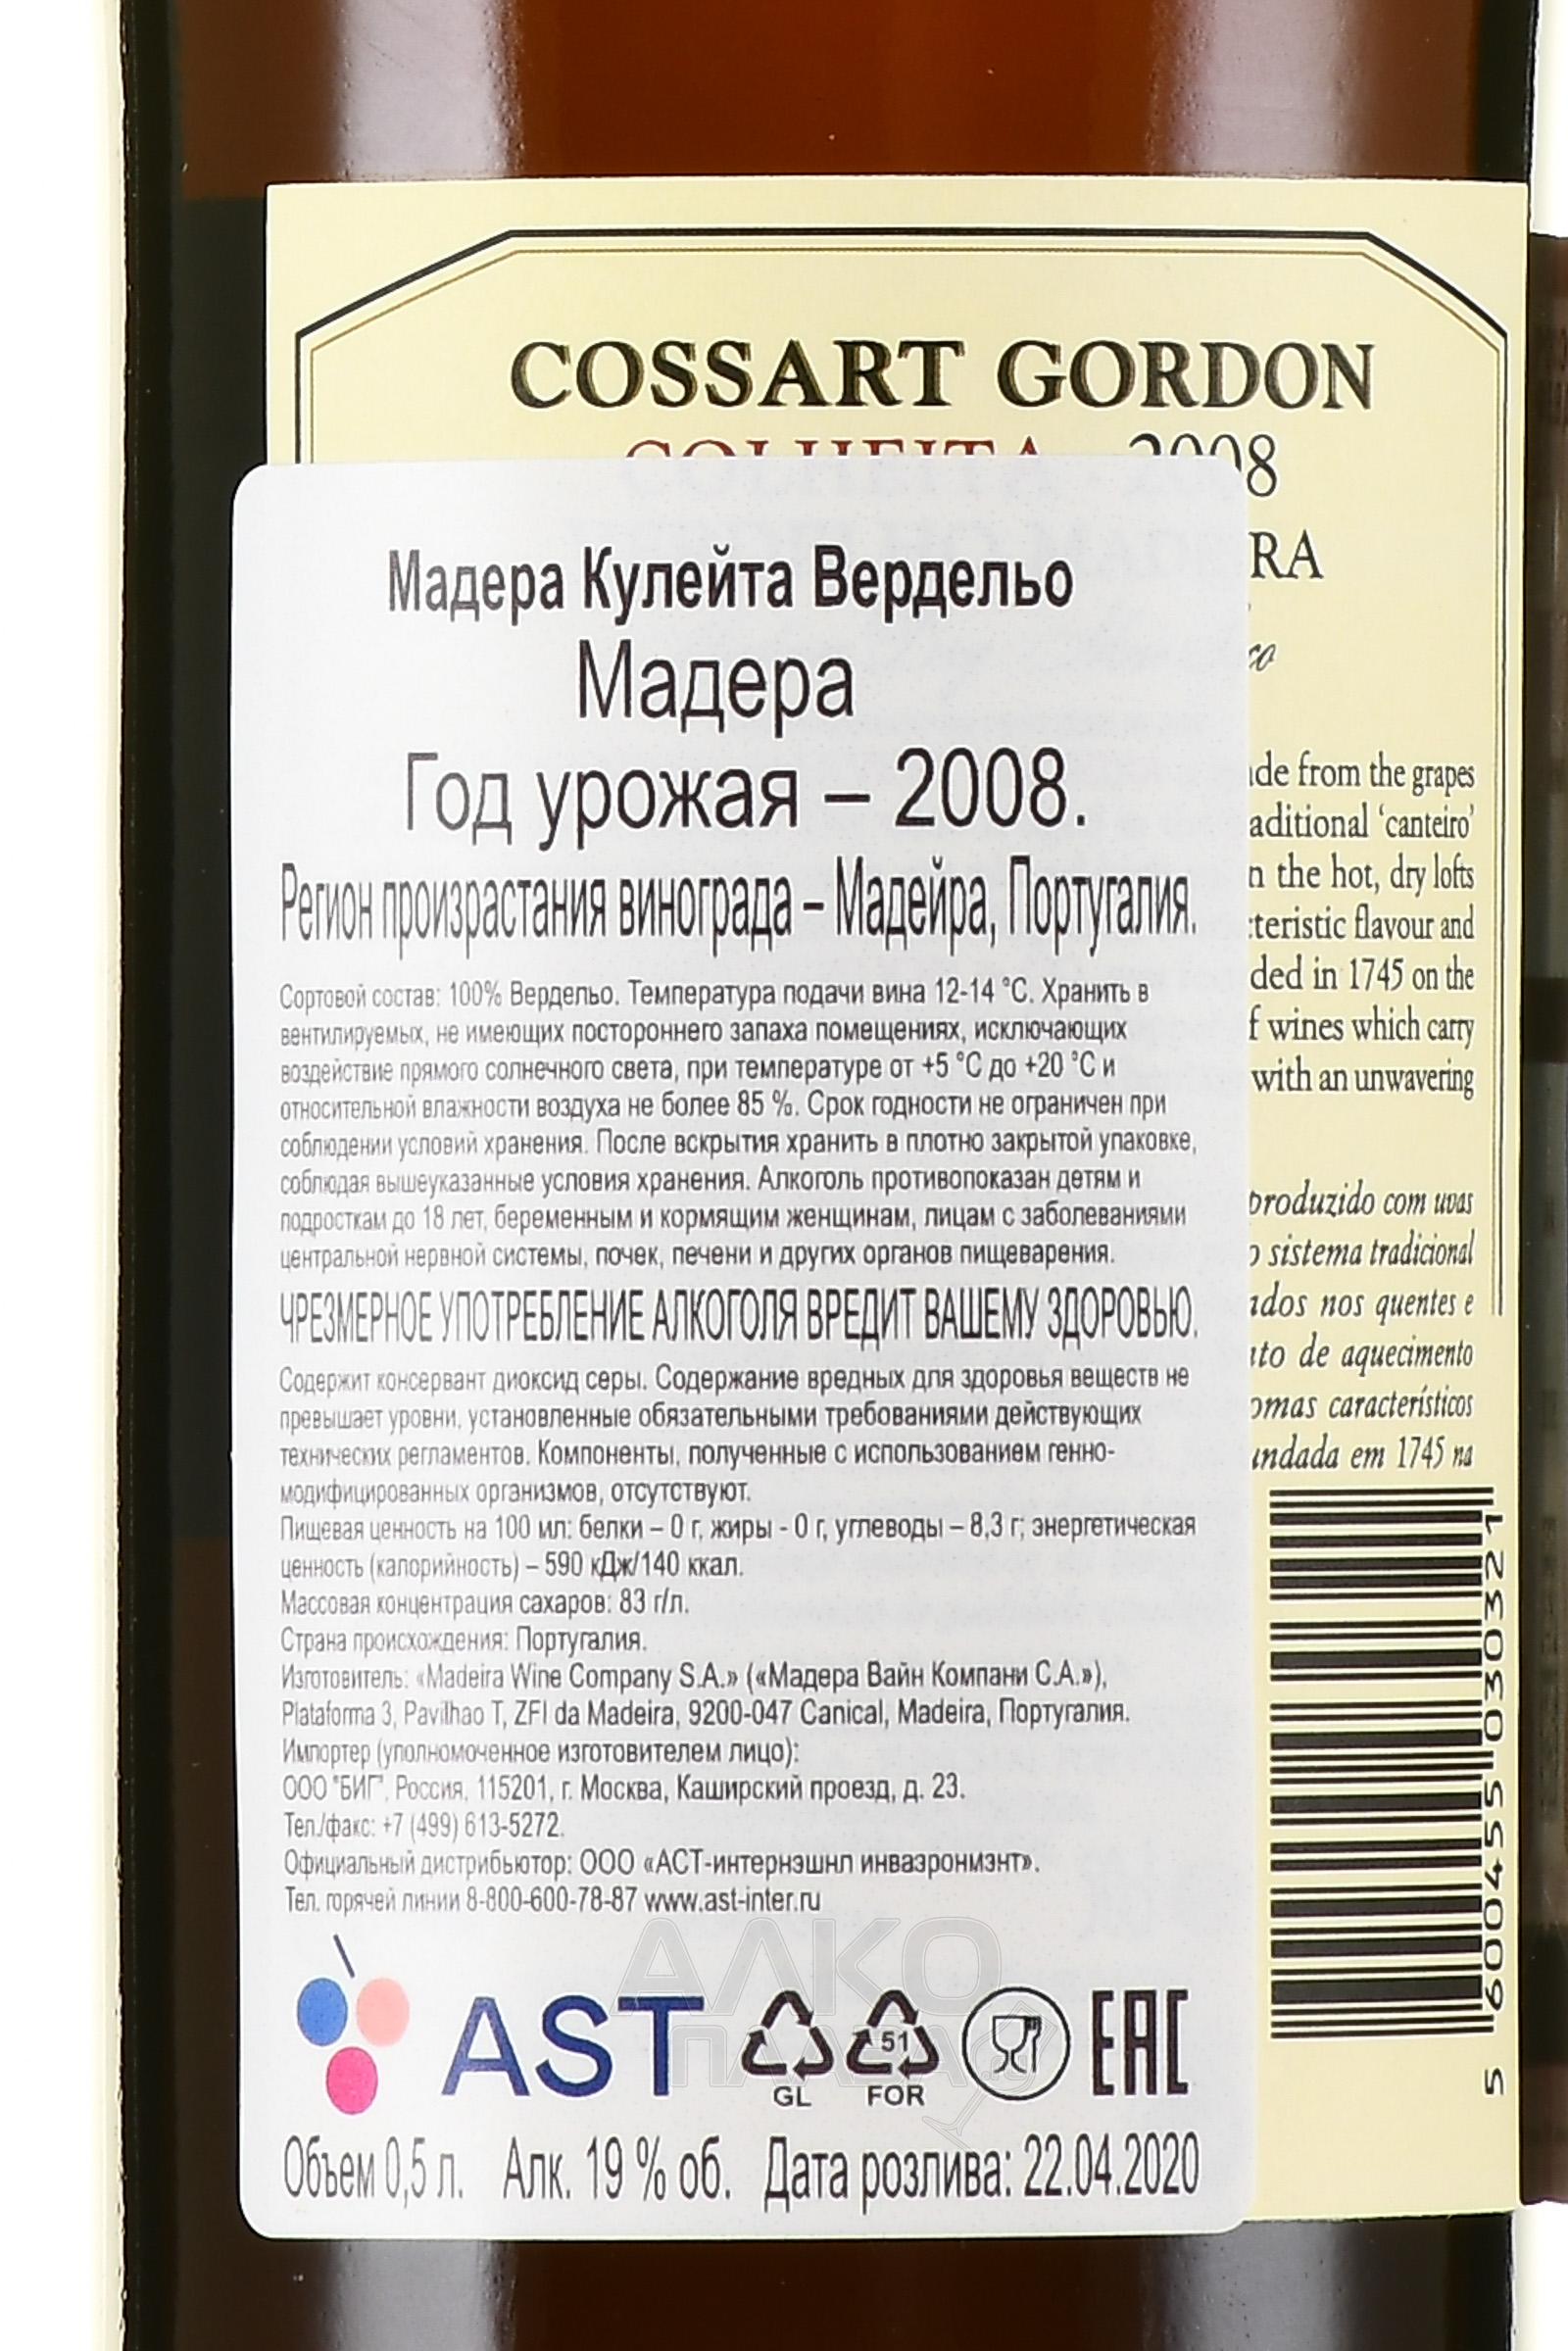 COSSART GORDON
COLHEITA 2008
RA
Мадера Кулейта Вердельо
Мадера
Год урожая – 2008.
Регион произрастания винограда – Мадейра, Португалия.
Сортовой состав: 100% Вердельо. Температура подачи вина 12-14 °C. Хранить в
вентилируемых, не имеющих постороннего запаха помещениях, исключающих
воздействие прямого солнечного света, при температуре от +5 °C до +20 °C и
относительной влажности воздуха не более 85 %. Срок годности не ограничен при
соблюдении условий хранения. После вскрытия хранить в плотно закрытой упаковке,
соблюдая вышеуказанные условия хранения. Алкоголь противопоказан детям и
подросткам до 18 лет, беременным и кормящим женщинам, лицам с заболеваниями
центральной нервной системы, почек, печени и других органов пищеварения.
ЧРЕЗМЕРНОЕ УПОТРЕБЛЕНИЕ АЛКОГОЛЯ ВРЕДИТ ВАШЕМУ ЗДОРОВЬЮ.
Содержит консервант диоксид серы. Содержание вредных для здоровья веществ не
превышает уровни, установленные обязательными требованиями действующих
технических регламентов. Компоненты, полученные с использованием генно-
модифицированных организмов, отсутствуют.
Пищевая ценность на 100 мл: белки – 0 г, жиры - 0 г, углеводы – 8,3 г; энергетическая
ценность (калорийность) – 590 кДж/140 ккал.
Массовая концентрация сахаров: 83 г/л.
Страна происхождения: Португалия.
Изготовитель: «Madeira Wine Company S.A.» («Мадера Вайн Компани С.А.»),
Plataforma 3, Pavilhao T, ZFI da Madeira, 9200-047 Canical, Madeira, Португалия.
Импортер (уполномоченное изготовителем лицо):
ООО "БИГ", Россия, 115201, г. Москва, Каширский проезд, д. 23.
Тел./факс: +7 (499) 613-5272.
Официальный дистрибьютор: ООО «АСТ-интернэшнл инваэронмэнт».
Тел. горячей линии 8-800-600-78-87 www.ast-inter.ru
AST
GL
51
FOR
EAC
Объем 0,5 л. Алк. 19 % об. Дата розлива: 22.04.2020
de from the grapes
aditional ‘canteiro’
n the hot, dry lofts
teristic flavour and
ded in 1745 on the
f wines which carry
with an unwavering
produzido com uvas
o sistema tradicional
ados nos quentes e
to de aquecimento
omas característicos
undada em 1745 na
5 600455 030321
АЛКО
ПЛАЗА